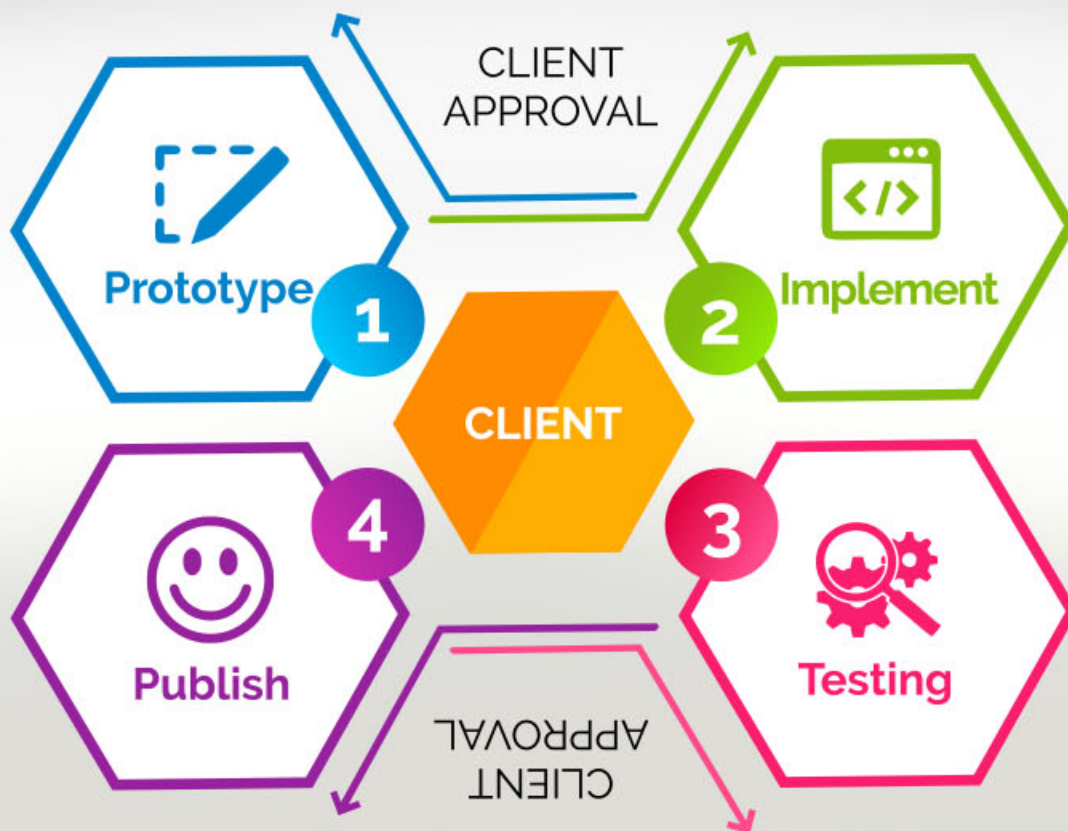 CLIENT
APPROVAL
</>
Prototype
1
2
Implement
CLIENT
4
3
Publish
Testing
CLIENT
APPROVAL